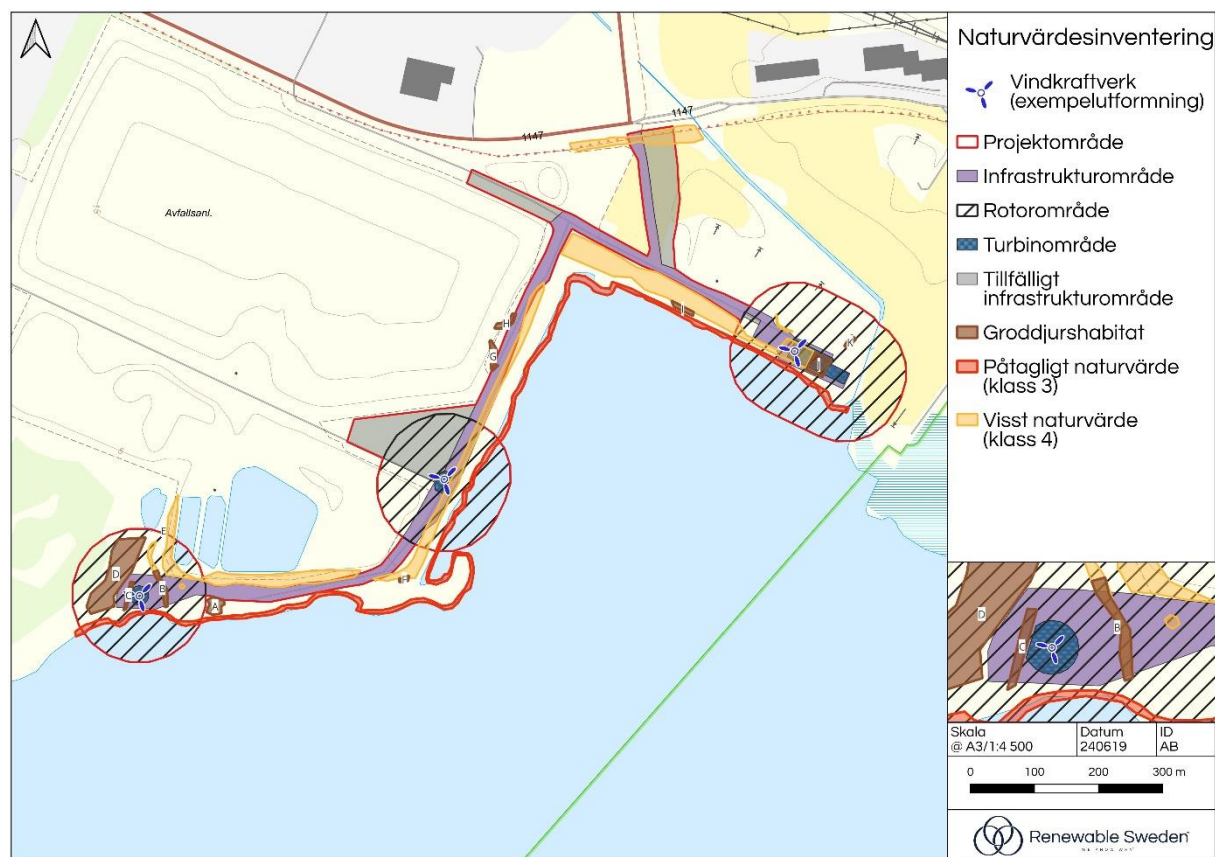 Naturvärdesinventering
Vindkraftverk
(exempelutformning)
Projektområde
Infrastrukturområde
Rotorområde
Turbinområde
Tillfälligt
infrastrukturområde
Groddjurshabitat
Påtagligt naturvärde
(klass 3)
Visst naturvärde
(klass 4)
1147
1147
Avfallsanl.
H
G
I
K
E
D
C
B
A
F
D
C
B
Skala
@ A3/1:4 500
Datum
240619
ID
AB
0 100 200 300 m
Renewable Sweden